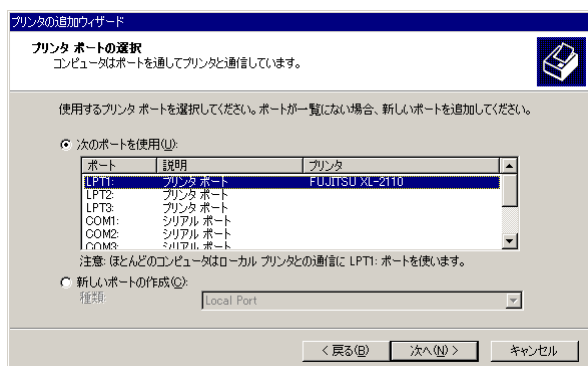 プリンタの追加ウィザード
プリンタ ポートの選択
コンピュータはポートを通してプリンタと通信しています。
使用するプリンタ ポートを選択してください。ポートが一覧にない場合、新しいポートを追加してください。
次のポートを使用(U):
ポート 説明 プリンタ
LPT1: プリンタ ポート FUJITSU XL-2110
LPT2: プリンタ ポート
LPT3: プリンタ ポート
COM1: シリアル ポート
COM2: シリアル ポート
COM3: シリアル ポート
注意: ほとんどのコンピュータはローカル プリンタとの通信に LPT1: ポートを使います。
新しいポートの作成(C):
種類: Local Port
< 戻る(B) 次へ(N) > キャンセル